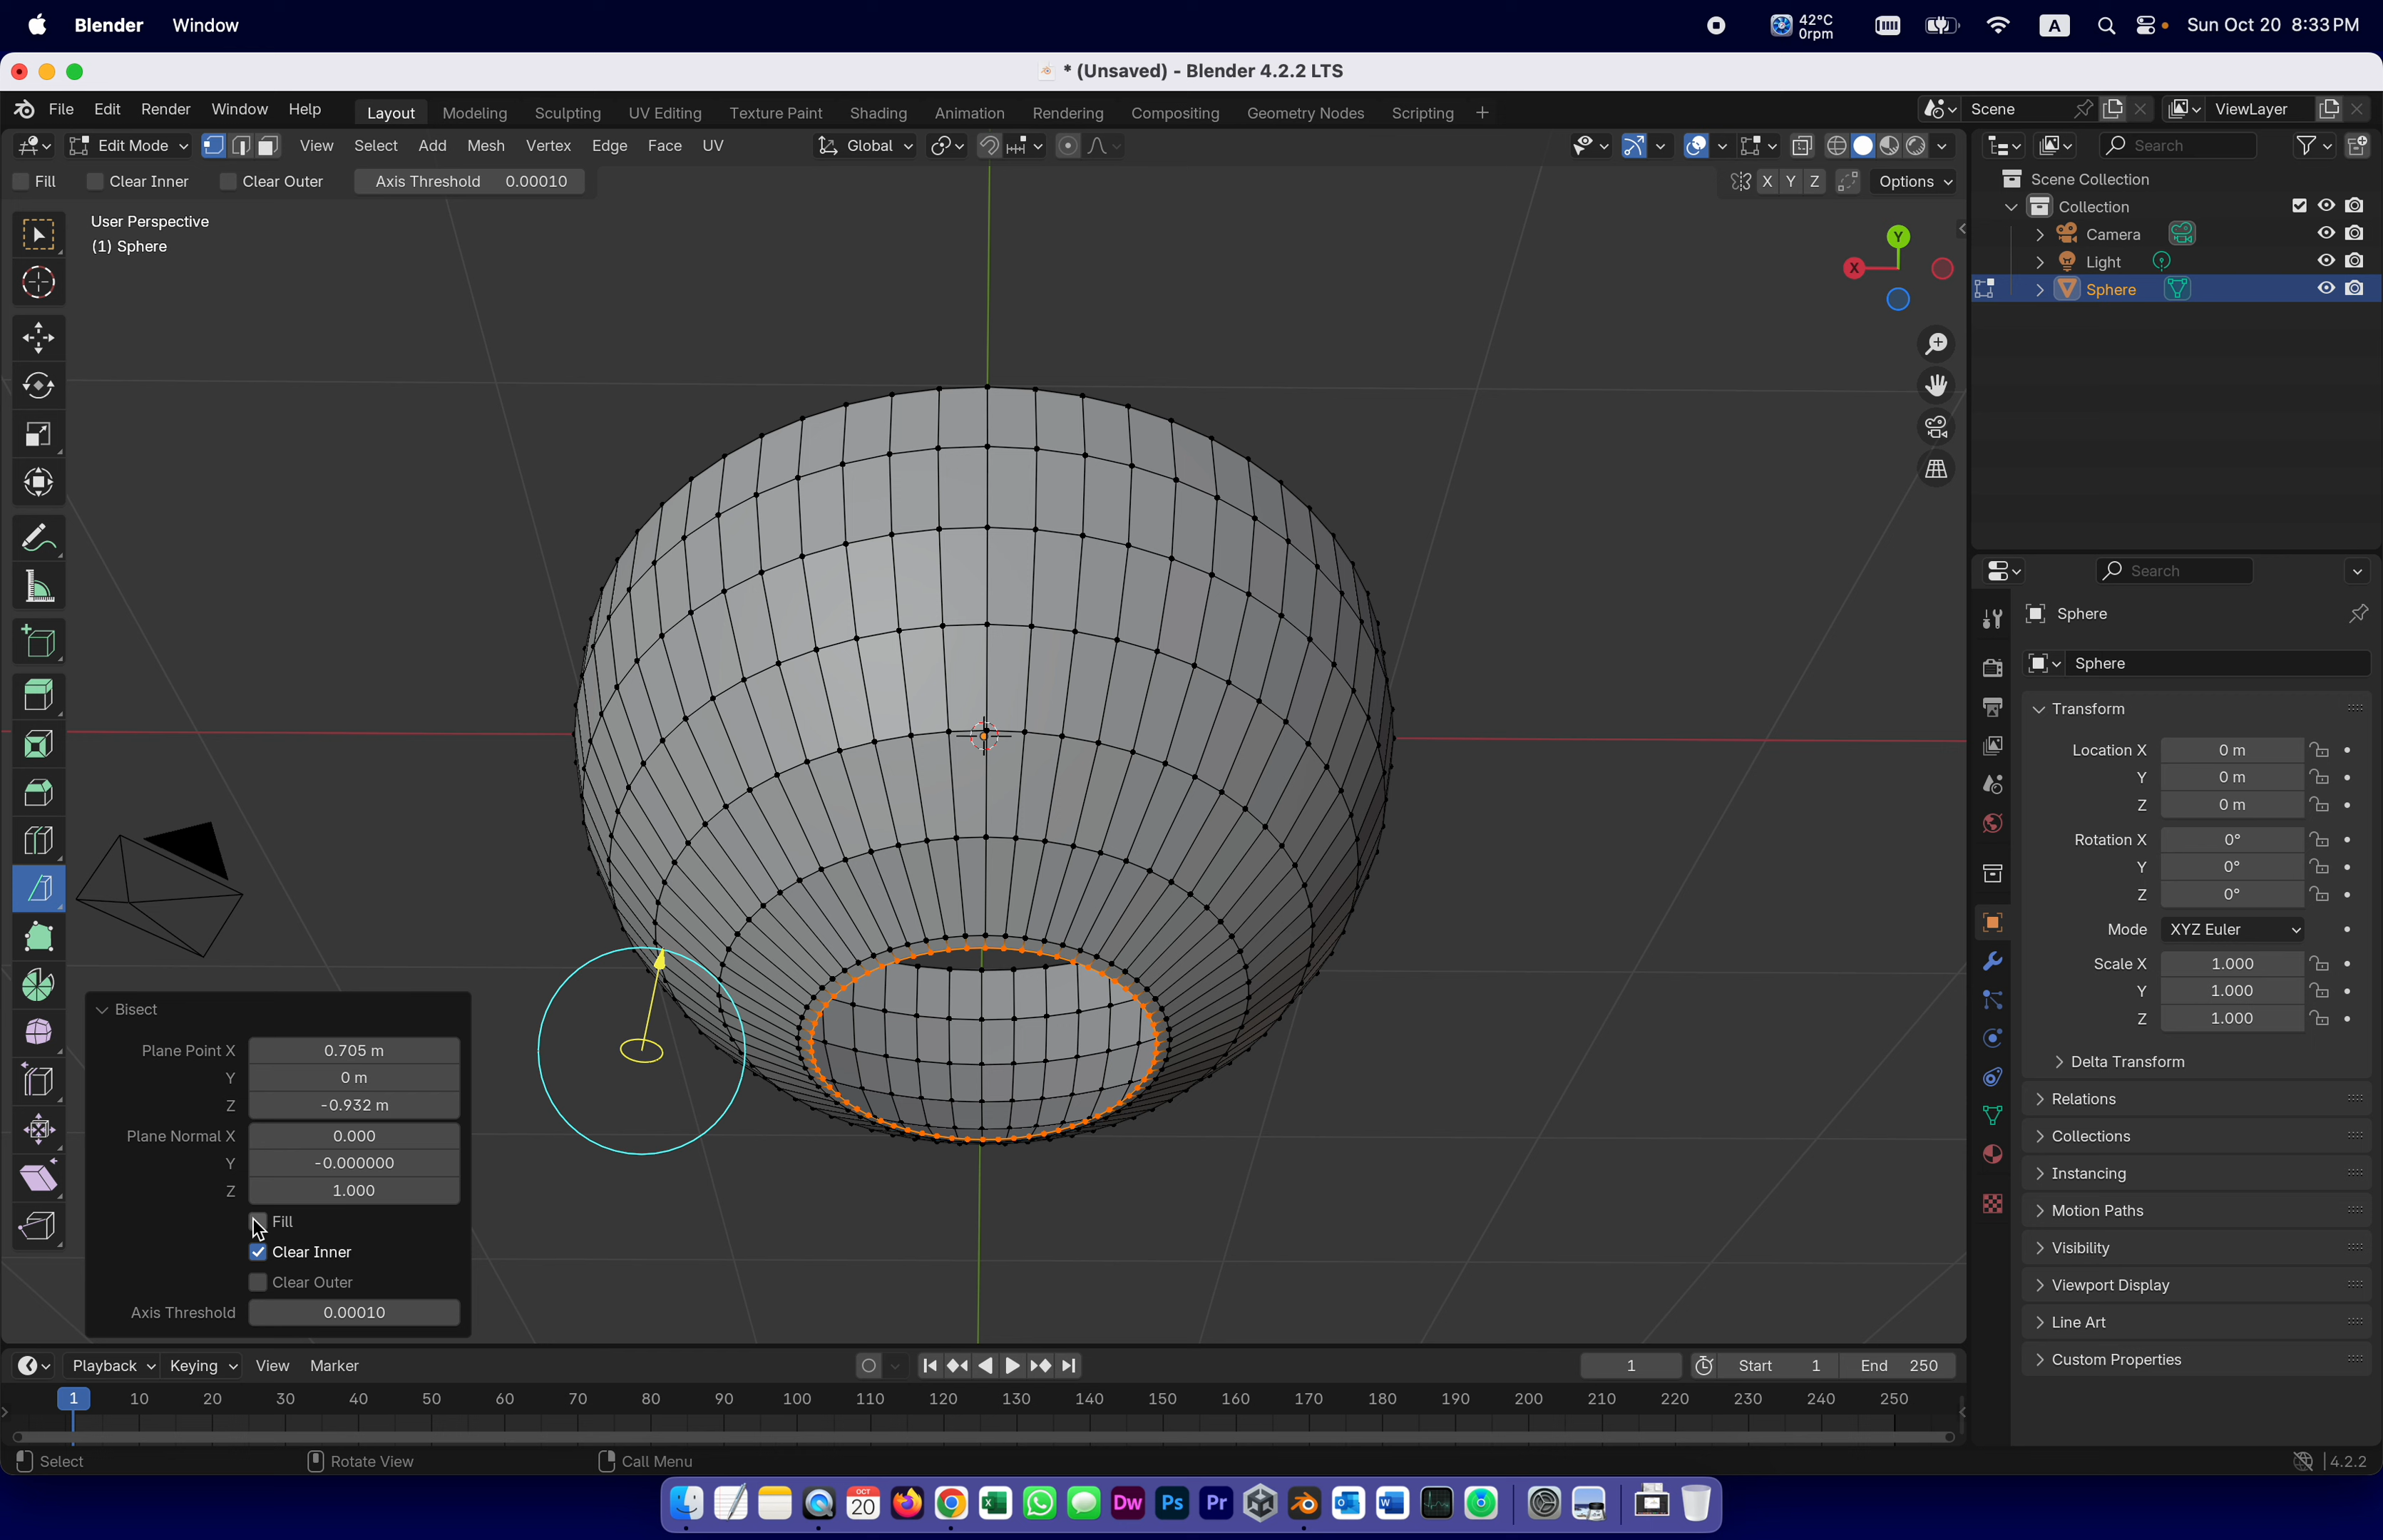 Blender Window 42°C 0rpm A Sun Oct 20 8:33 PM
* (Unsaved) - Blender 4.2.2 LTS
File Edit Render Window Help Layout Modeling Sculpting UV Editing Texture Paint Shading Animation Rendering Compositing Geometry Nodes Scripting + Scene ViewLayer
Edit Mode View Select Add Mesh Vertex Edge Face UV Global Search
Fill Clear Inner Clear Outer Axis Threshold 0.00010 X Y Z Options
Scene Collection
Collection
Camera
Light
Sphere
User Perspective
(1) Sphere
Y
X
Search
Sphere
Sphere
Transform
Location X 0 m
Y 0 m
Z 0 m
Rotation X 0°
Y 0°
Z 0°
Mode XYZ Euler
Scale X 1.000
Y 1.000
Z 1.000
Delta Transform
Relations
Collections
Instancing
Motion Paths
Visibility
Viewport Display
Line Art
Custom Properties
Bisect
Plane Point X 0.705 m
Y 0 m
Z -0.932 m
Plane Normal X 0.000
Y -0.000000
Z 1.000
Fill
Clear Inner
Clear Outer
Axis Threshold 0.00010
Playback Keying View Marker 1 Start 1 End 250
1 10 20 30 40 50 60 70 80 90 100 110 120 130 140 150 160 170 180 190 200 210 220 230 240 250
Select Rotate View Call Menu 4.2.2
OCT 20 Dw Ps Pr